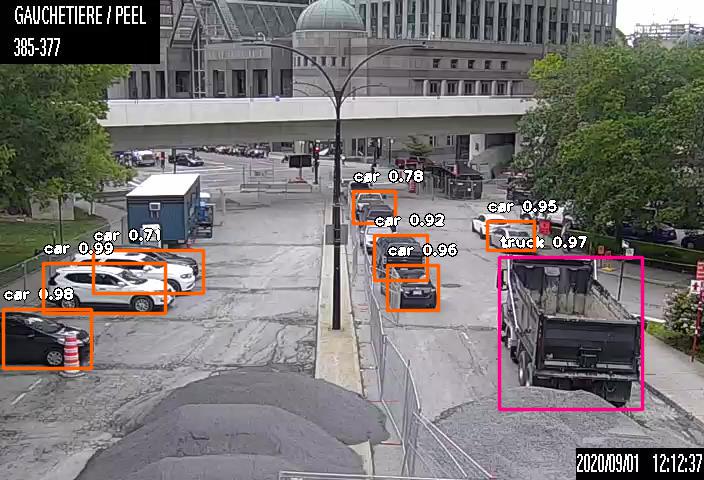 GAUCHETIERE / PEEL
385-377
car 0.78
car 0.95
car 0.92
car 0.71
truck 0.97
car 0.99
car 0.96
car 0.98
2020/09/01 12:12:37